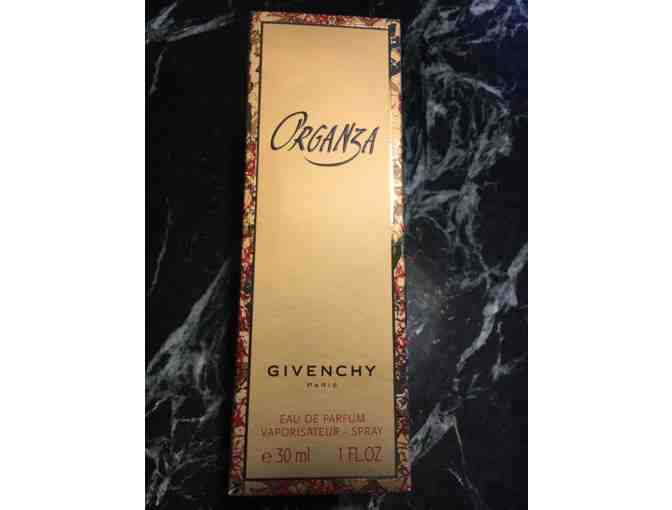 ORGANZA
GIVENCHY
PARIS
EAU DE PARFUM
VAPORISATEUR - SPRAY
℮ 30 ml 1 FL.OZ